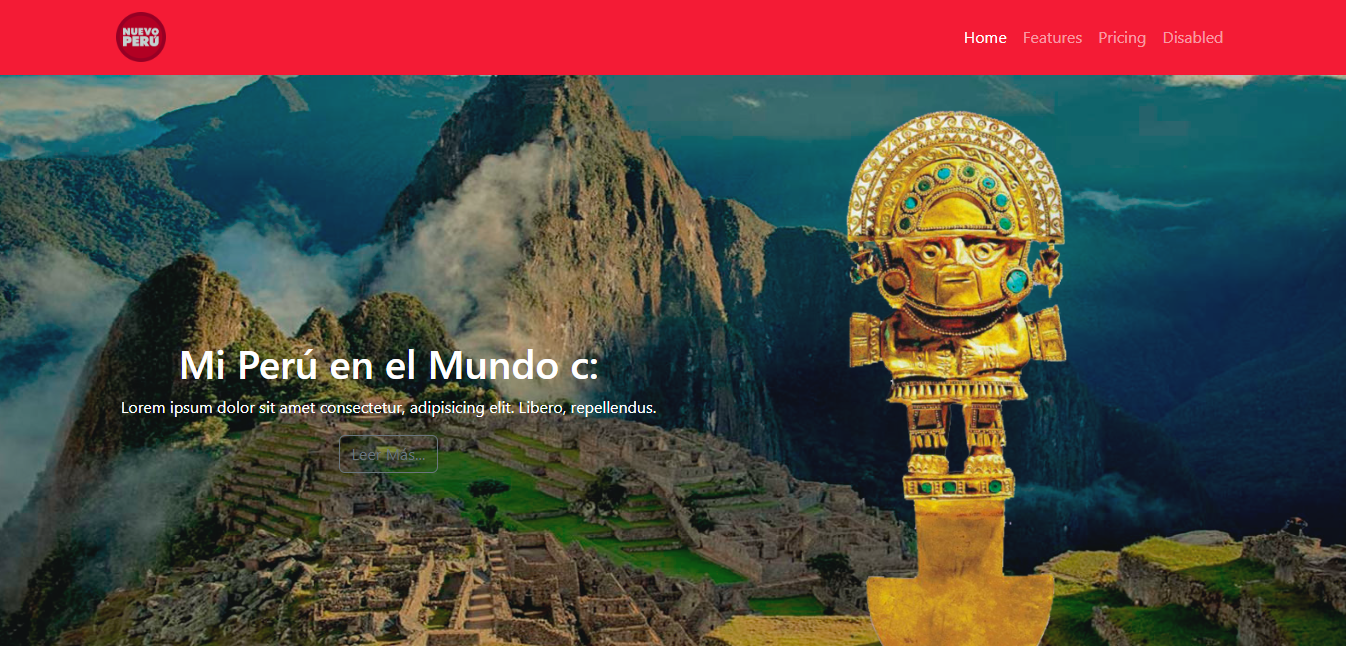 NUEVO
PERÚ
Home Features Pricing Disabled
Mi Perú en el Mundo c:
Lorem ipsum dolor sit amet consectetur, adipisicing elit. Libero, repellendus.
Leer Más...